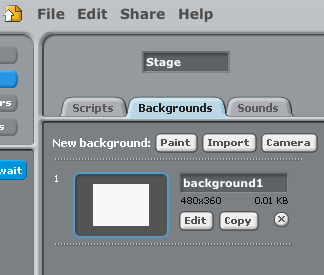 File Edit Share Help
Stage
rs
s
wait
Scripts Backgrounds Sounds
New background: Paint Import Camera
1
background1
480x360 0.01 KB
Edit Copy